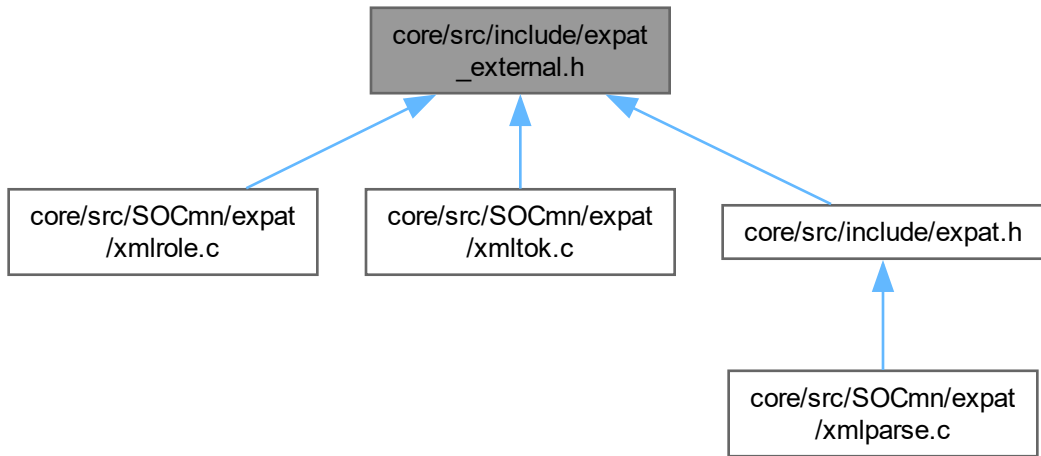 core/src/include/expat
_external.h
core/src/SOCmn/expat
/xmlrole.c
core/src/SOCmn/expat
/xmltok.c
core/src/include/expat.h
core/src/SOCmn/expat
/xmlparse.c